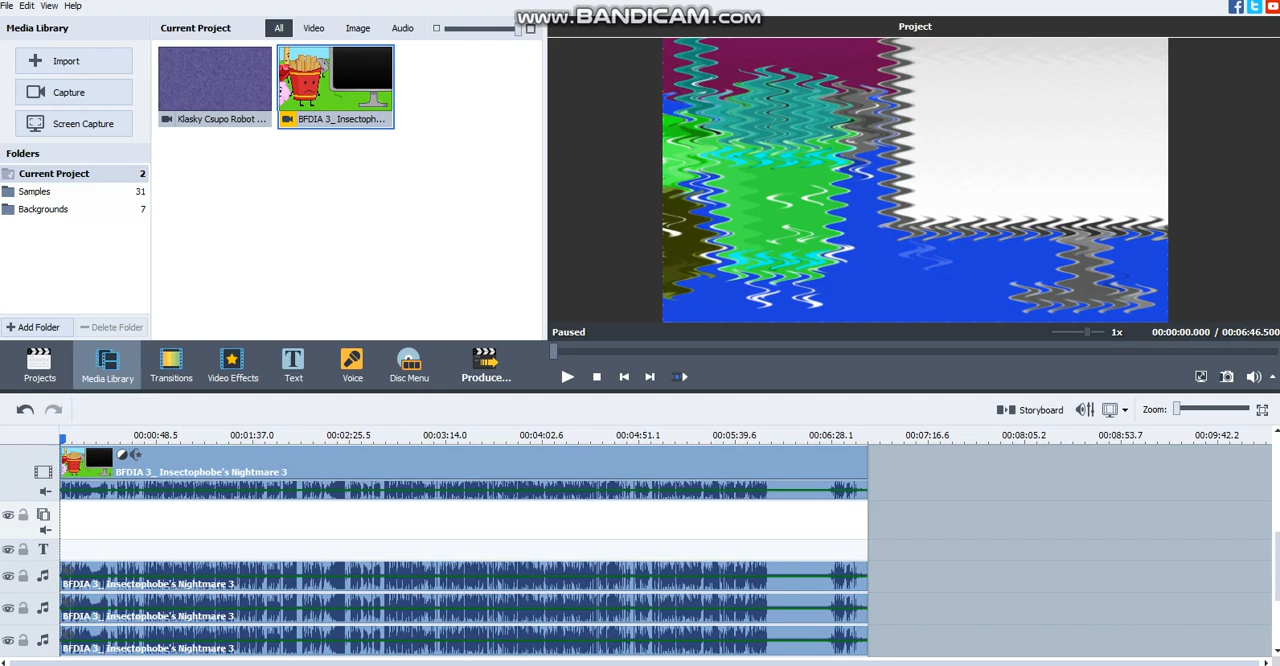 File Edit View Help
www.BANDICAM.com
Media Library
Current Project
All
Video
Image
Audio
Project
Import
Capture
Screen Capture
Klasky Csupo Robot ...
BFDIA 3_ Insectoph...
Folders
Current Project 2
Samples 31
Backgrounds 7
+ Add Folder
Delete Folder
Paused
1x
00:00:00.000 / 00:06:46.500
Projects
Media Library
Transitions
Video Effects
Text
Voice
Disc Menu
Produce...
Storyboard
Zoom:
00:00:48.5 00:01:37.0 00:02:25.5 00:03:14.0 00:04:02.6 00:04:51.1 00:05:39.6 00:06:28.1 00:07:16.6 00:08:05.2 00:08:53.7 00:09:42.2
BFDIA 3_ Insectophobe's Nightmare 3
T
BFDIA 3_ Insectophobe's Nightmare 3
BFDIA 3_ Insectophobe's Nightmare 3
BFDIA 3_ Insectophobe's Nightmare 3